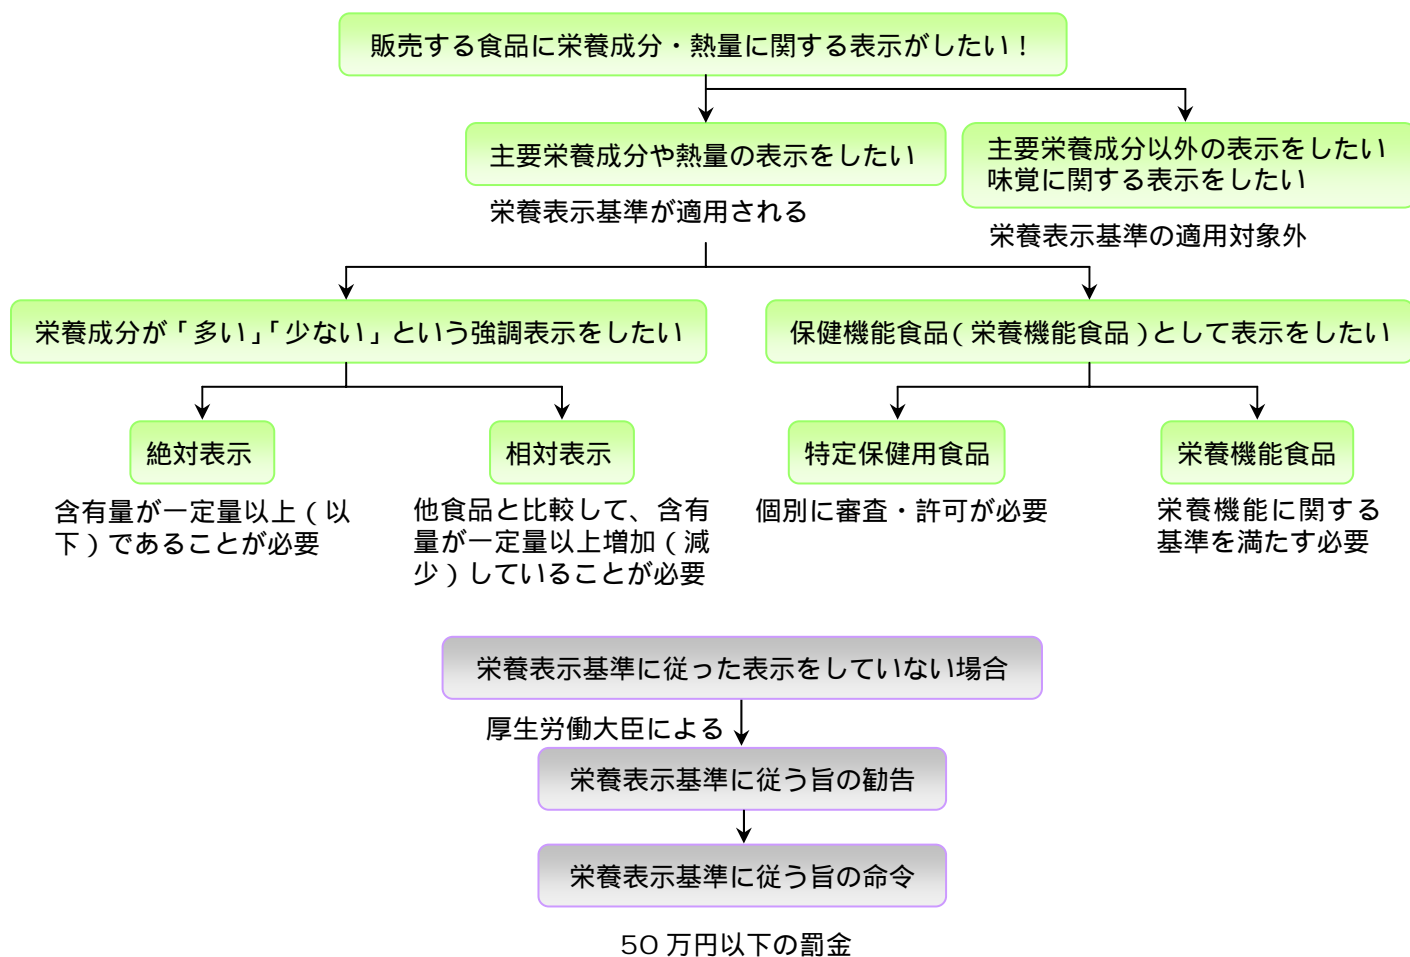 販売する食品に栄養成分・熱量に関する表示がしたい！
主要栄養成分や熱量の表示をしたい
主要栄養成分以外の表示をしたい
味覚に関する表示をしたい
栄養表示基準が適用される
栄養表示基準の適用対象外
栄養成分が「多い」「少ない」という強調表示をしたい
保健機能食品（栄養機能食品）として表示をしたい
絶対表示
相対表示
特定保健用食品
栄養機能食品
含有量が一定量以上（以
下）であることが必要
他食品と比較して、含有
量が一定量以上増加（減
少）していることが必要
個別に審査・許可が必要
栄養機能に関する
基準を満たす必要
栄養表示基準に従った表示をしていない場合
厚生労働大臣による
栄養表示基準に従う旨の勧告
栄養表示基準に従う旨の命令
50 万円以下の罰金